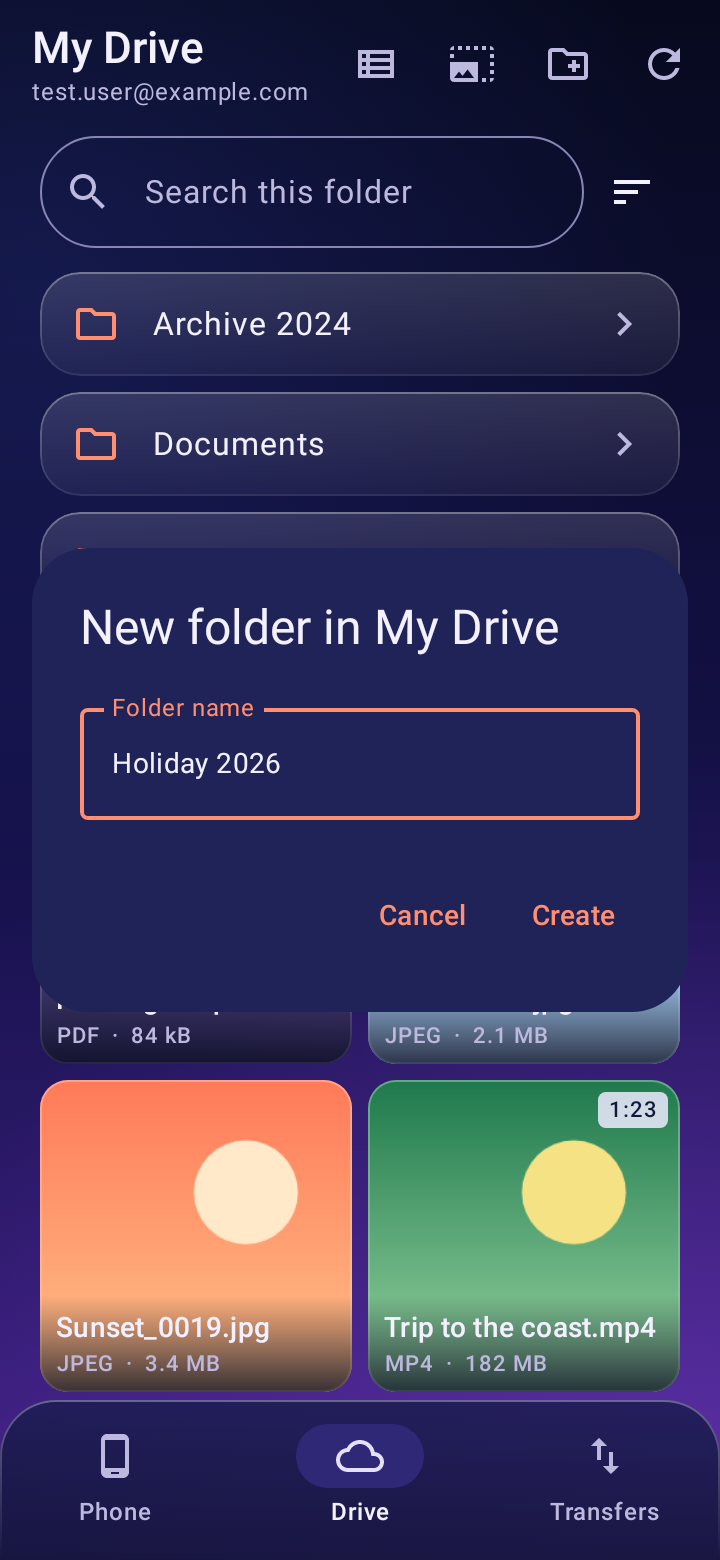 My Drive
test.user@example.com
Search this folder
Archive 2024
Documents
New folder in My Drive
Folder name
Holiday 2026
Cancel
Create
PDF · 84 kB
JPEG · 2.1 MB
1:23
Sunset_0019.jpg
JPEG · 3.4 MB
Trip to the coast.mp4
MP4 · 182 MB
Phone
Drive
Transfers